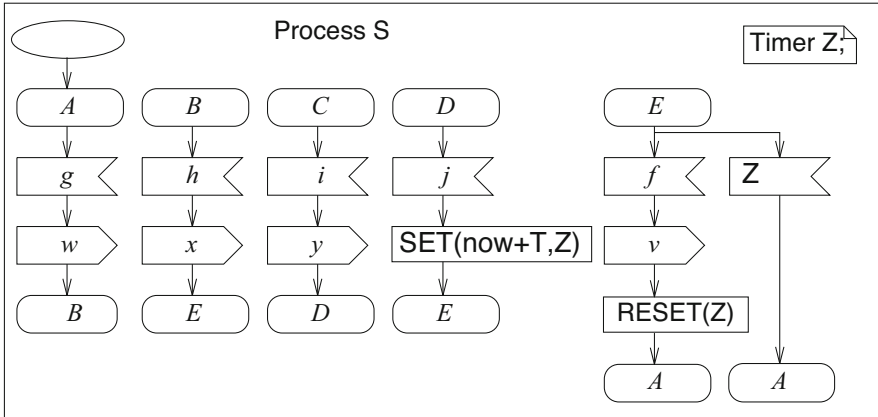 Process S
Timer Z;
A B C D E
g h i j f Z
w x y SET(now+T,Z) v
B E D E RESET(Z)
A A